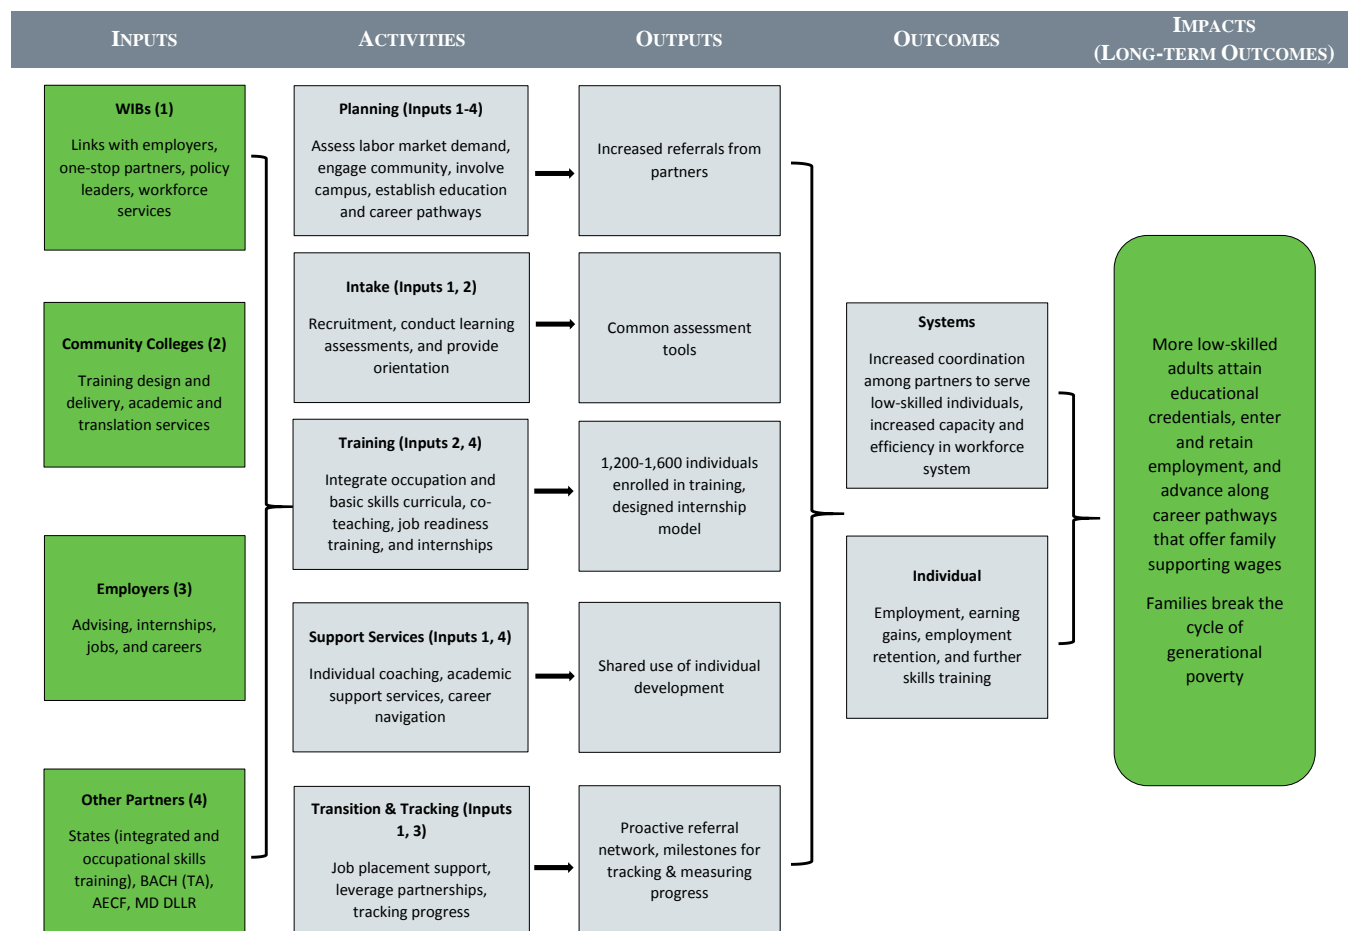 INPUTS
ACTIVITIES
OUTPUTS
OUTCOMES
IMPACTS
(LONG-TERM OUTCOMES)
WIBs (1)
Links with employers,
one-stop partners, policy
leaders, workforce
services
Community Colleges (2)
Training design and
delivery, academic and
translation services
Employers (3)
Advising, internships,
jobs, and careers
Other Partners (4)
States (integrated and
occupational skills
training), BACH (TA),
AECF, MD DLLR
Planning (Inputs 1-4)
Assess labor market demand,
engage community, involve
campus, establish education
and career pathways
Intake (Inputs 1, 2)
Recruitment, conduct learning
assessments, and provide
orientation
Training (Inputs 2, 4)
Integrate occupation and
basic skills curricula, co-
teaching, job readiness
training, and internships
Support Services (Inputs 1, 4)
Individual coaching, academic
support services, career
navigation
Transition & Tracking (Inputs
1, 3)
Job placement support,
leverage partnerships,
tracking progress
Increased referrals from
partners
Common assessment
tools
1,200-1,600 individuals
enrolled in training,
designed internship
model
Shared use of individual
development
Proactive referral
network, milestones for
tracking & measuring
progress
Systems
Increased coordination
among partners to serve
low-skilled individuals,
increased capacity and
efficiency in workforce
system
Individual
Employment, earning
gains, employment
retention, and further
skills training
More low-skilled
adults attain
educational
credentials, enter
and retain
employment, and
advance along
career pathways
that offer family
supporting wages
Families break the
cycle of
generational
poverty